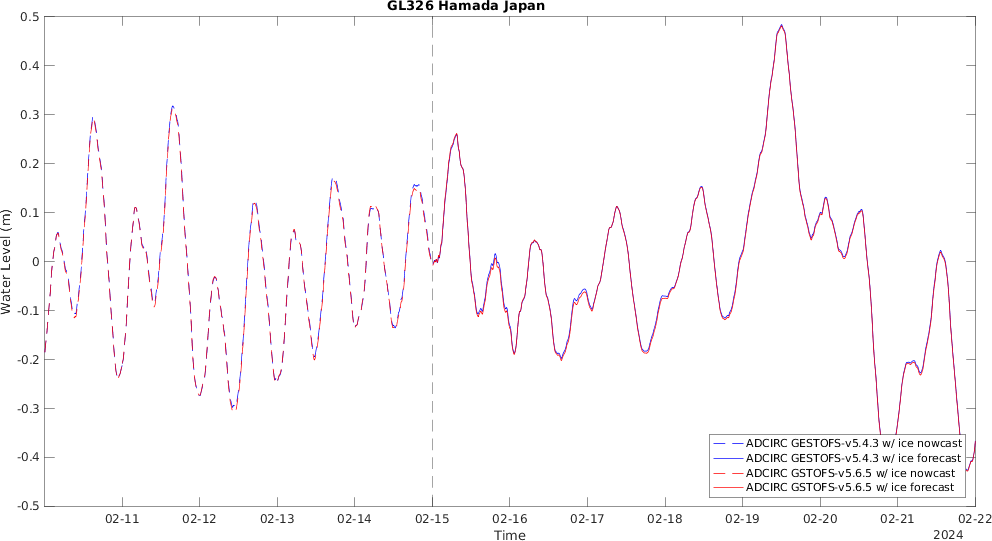 GL326 Hamada Japan
0.5
0.4
0.3
0.2
0.1
0
-0.1
-0.2
-0.3
-0.4
-0.5
Water Level (m)
ADCIRC GESTOFS-v5.4.3 w/ ice nowcast
ADCIRC GESTOFS-v5.4.3 w/ ice forecast
ADCIRC GSTOFS-v5.6.5 w/ ice nowcast
ADCIRC GSTOFS-v5.6.5 w/ ice forecast
02-11 02-12 02-13 02-14 02-15 02-16 02-17 02-18 02-19 02-20 02-21 02-22
Time
2024